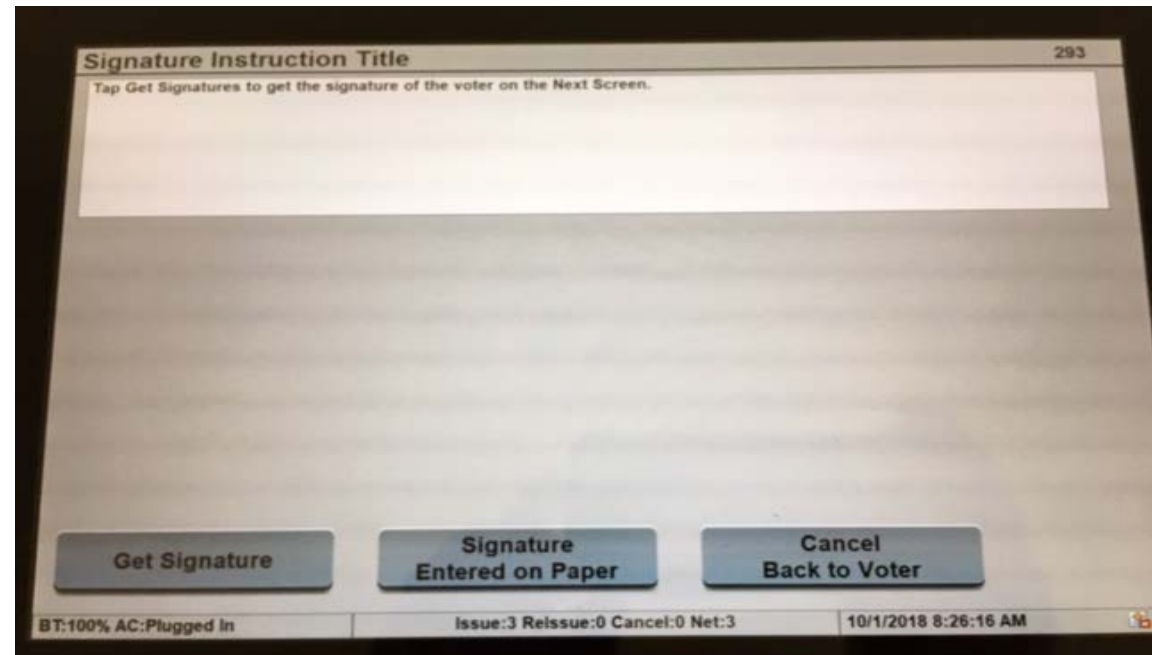 Signature Instruction Title 293
Tap Get Signatures to get the signature of the voter on the Next Screen.
Get Signature
Signature
Entered on Paper
Cancel
Back to Voter
BT:100% AC:Plugged In Issue:3 ReIssue:0 Cancel:0 Net:3 10/1/2018 8:26:16 AM